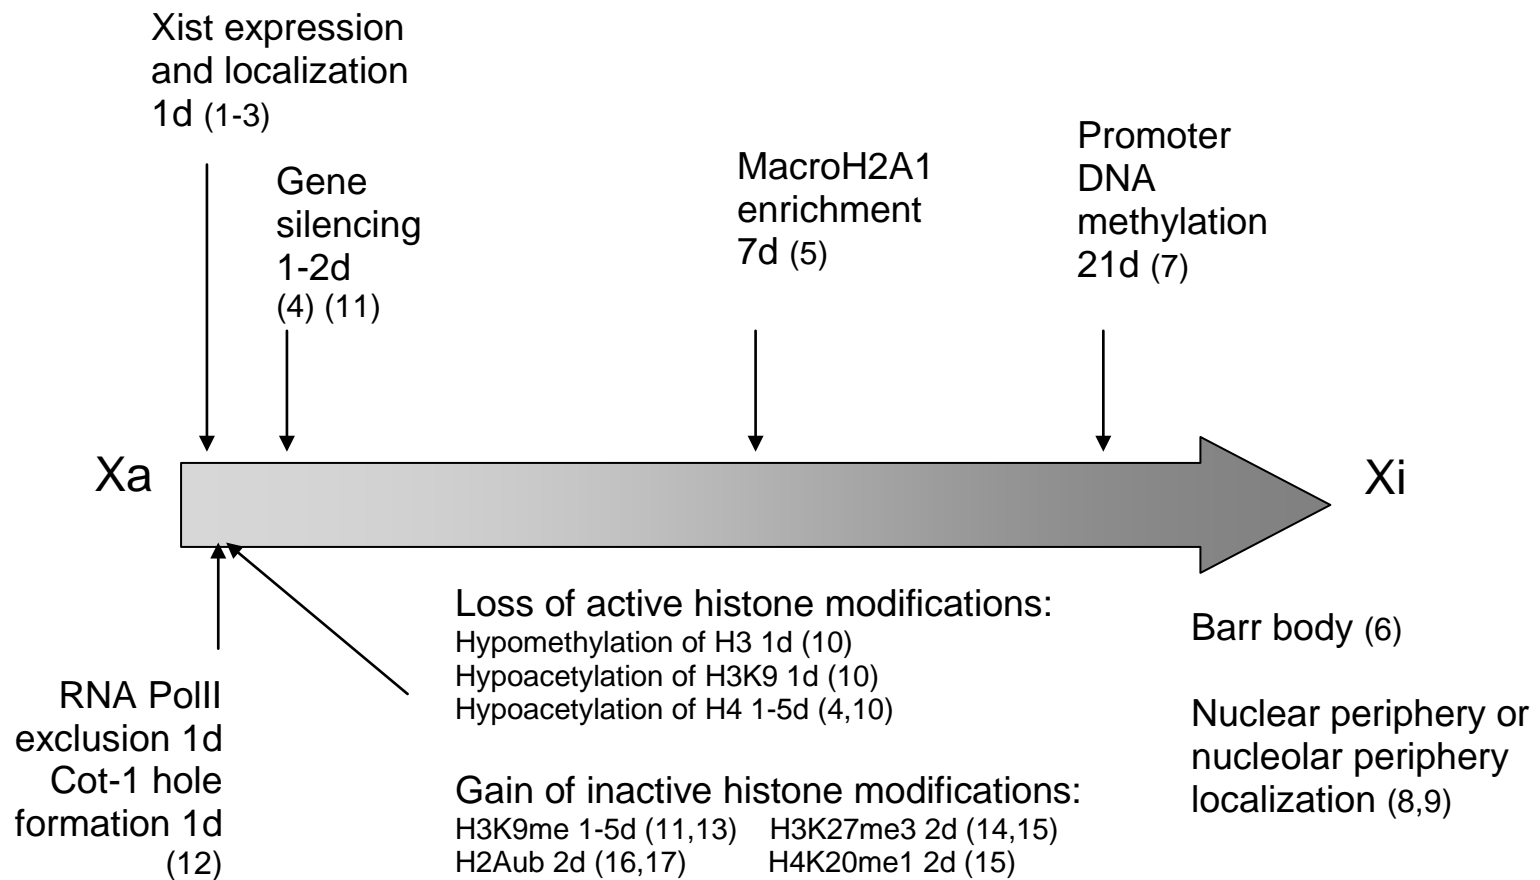 Xist expression
and localization
1d (1-3)
Gene
silencing
1-2d
(4) (11)
MacroH2A1
enrichment
7d (5)
Promoter
DNA
methylation
21d (7)
Xa
Xi
RNA PolII
exclusion 1d
Cot-1 hole
formation 1d
(12)
Loss of active histone modifications:
Hypomethylation of H3 1d (10)
Hypoacetylation of H3K9 1d (10)
Hypoacetylation of H4 1-5d (4,10)
Gain of inactive histone modifications:
H3K9me 1-5d (11,13) H3K27me3 2d (14,15)
H2Aub 2d (16,17) H4K20me1 2d (15)
Barr body (6)
Nuclear periphery or
nucleolar periphery
localization (8,9)